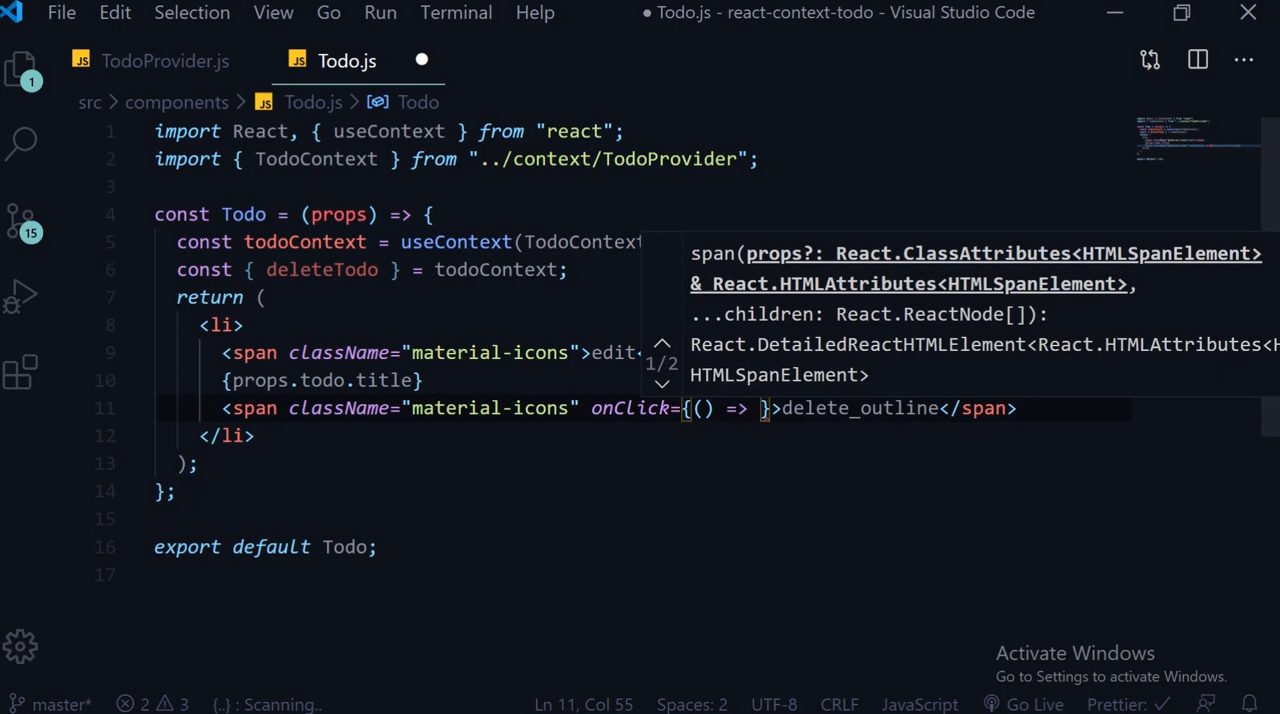 File Edit Selection View Go Run Terminal Help ● Todo.js - react-context-todo - Visual Studio Code
JS TodoProvider.js JS Todo.js
1
src > components > JS Todo.js > Todo
1 import React, { useContext } from "react";
2 import { TodoContext } from "../context/TodoProvider";
3
4 const Todo = (props) => {
15
5 const todoContext = useContext(TodoContext
6 const { deleteTodo } = todoContext;
7 return (
8 <li>
9 <span className="material-icons">edit<
10 {props.todo.title}
11 <span className="material-icons" onClick={() => }>delete_outline</span>
12 </li>
13 );
14 };
15
16 export default Todo;
17
span(props?: React.ClassAttributes<HTMLSpanElement>
& React.HTMLAttributes<HTMLSpanElement>,
...children: React.ReactNode[]):
1/2
React.DetailedReactHTMLElement<React.HTMLAttributes<H
HTMLSpanElement>
Activate Windows
Go to Settings to activate Windows.
master* 2 3 {..} : Scanning.. Ln 11, Col 55 Spaces: 2 UTF-8 CRLF JavaScript Go Live Prettier: ✓